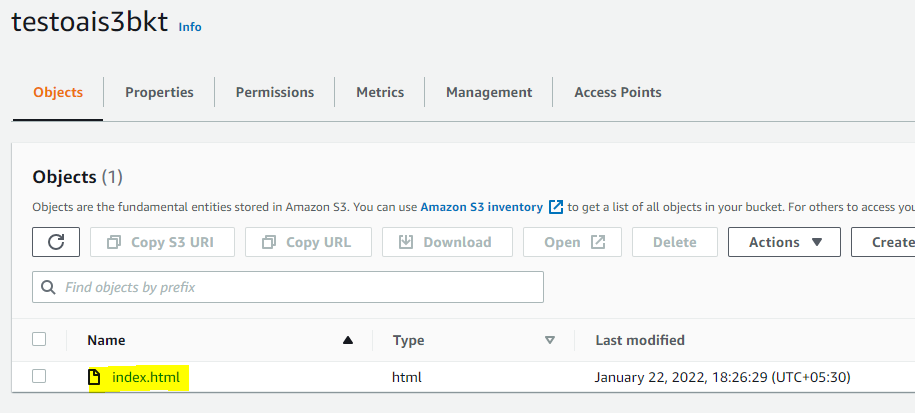 testoais3bkt Info
Objects Properties Permissions Metrics Management Access Points
Objects (1)
Objects are the fundamental entities stored in Amazon S3. You can use Amazon S3 inventory to get a list of all objects in your bucket. For others to access you
Copy S3 URI Copy URL Download Open Delete Actions Create
Find objects by prefix
Name Type Last modified
index.html html January 22, 2022, 18:26:29 (UTC+05:30)